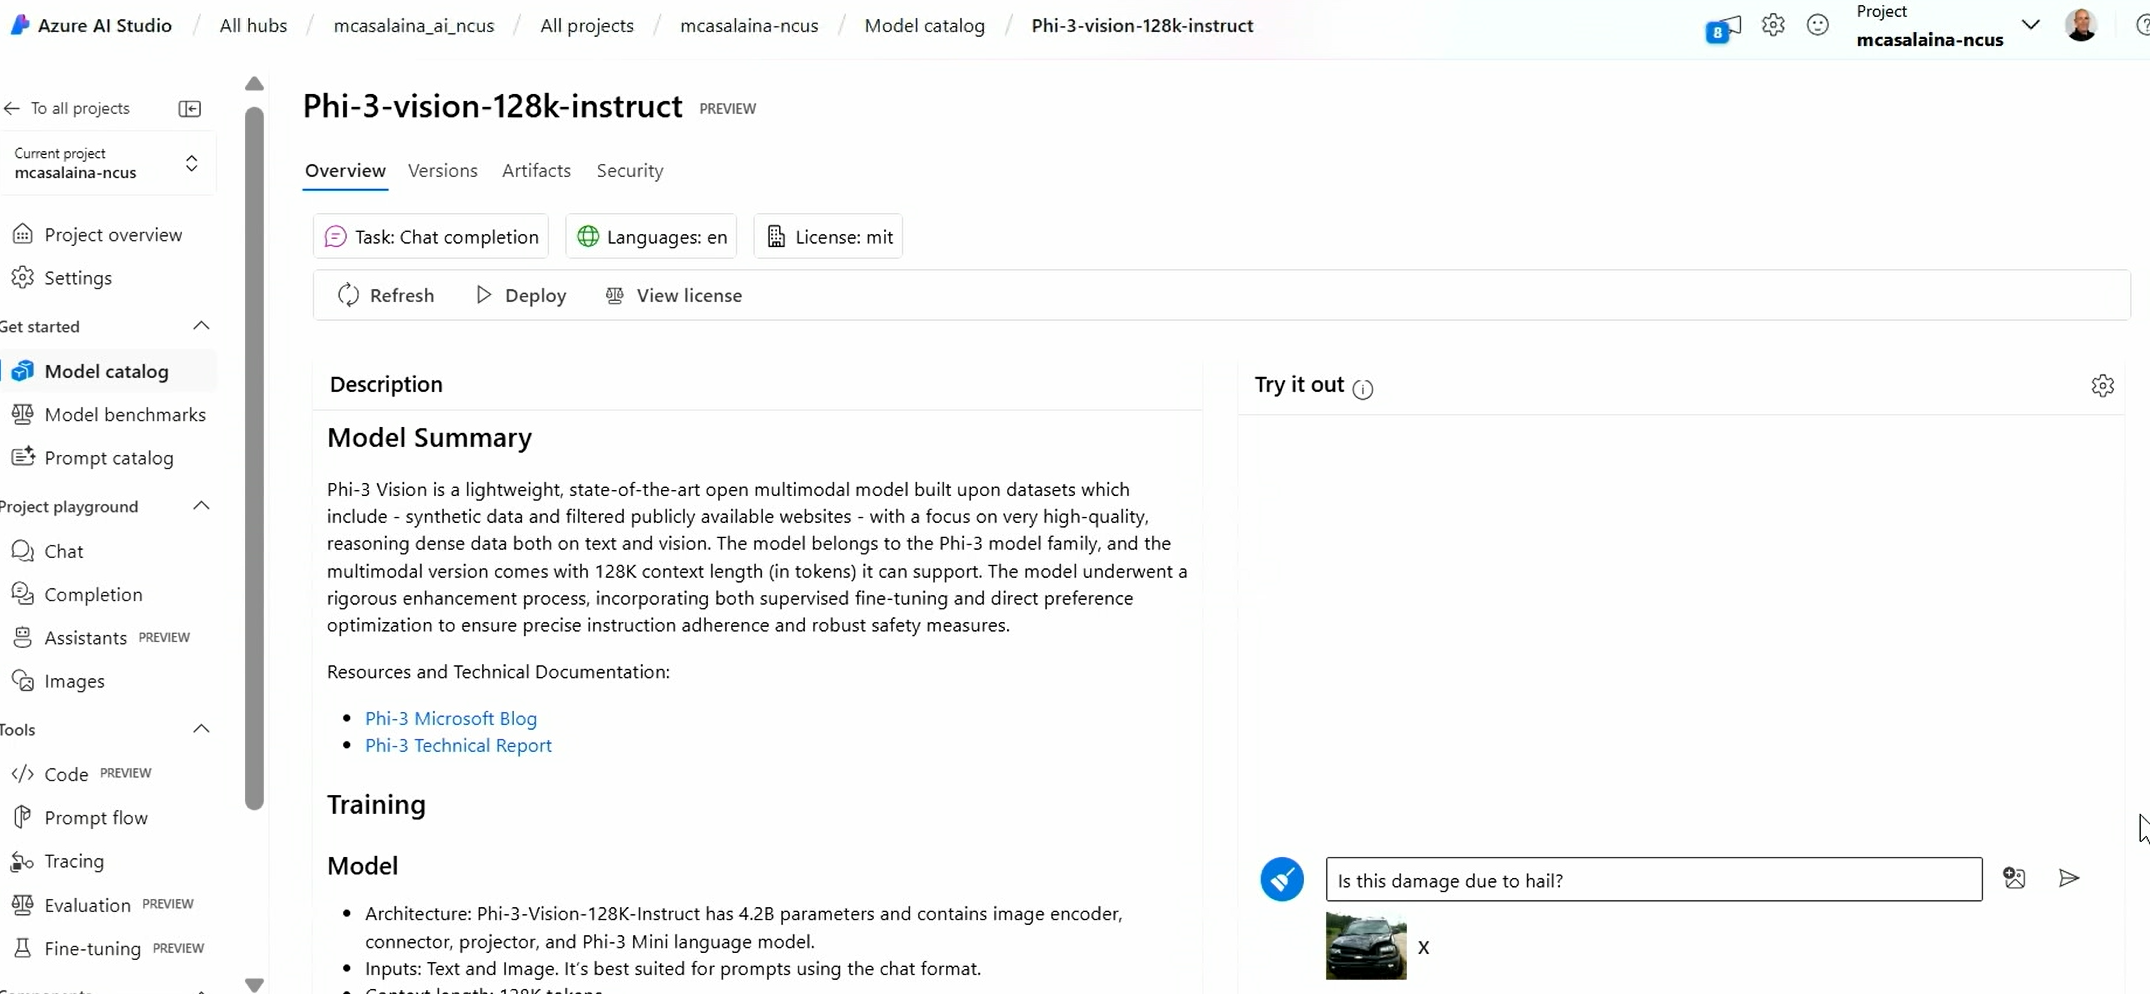 Azure AI Studio / All hubs / mcasalaina_ai_ncus / All projects / mcasalaina-ncus / Model catalog / Phi-3-vision-128k-instruct
8
Project
mcasalaina-ncus
To all projects
Current project
mcasalaina-ncus
Project overview
Settings
Get started
Model catalog
Model benchmarks
Prompt catalog
Project playground
Chat
Completion
Assistants PREVIEW
Images
Tools
Code PREVIEW
Prompt flow
Tracing
Evaluation PREVIEW
Fine-tuning PREVIEW
Phi-3-vision-128k-instruct PREVIEW
Overview Versions Artifacts Security
Task: Chat completion Languages: en License: mit
Refresh Deploy View license
Description
Model Summary
Phi-3 Vision is a lightweight, state-of-the-art open multimodal model built upon datasets which
include - synthetic data and filtered publicly available websites - with a focus on very high-quality,
reasoning dense data both on text and vision. The model belongs to the Phi-3 model family, and the
multimodal version comes with 128K context length (in tokens) it can support. The model underwent a
rigorous enhancement process, incorporating both supervised fine-tuning and direct preference
optimization to ensure precise instruction adherence and robust safety measures.
Resources and Technical Documentation:
• Phi-3 Microsoft Blog
• Phi-3 Technical Report
Training
Model
• Architecture: Phi-3-Vision-128K-Instruct has 4.2B parameters and contains image encoder,
connector, projector, and Phi-3 Mini language model.
• Inputs: Text and Image. It's best suited for prompts using the chat format.
• Context length: 128K tokens
Try it out
Is this damage due to hail?
X